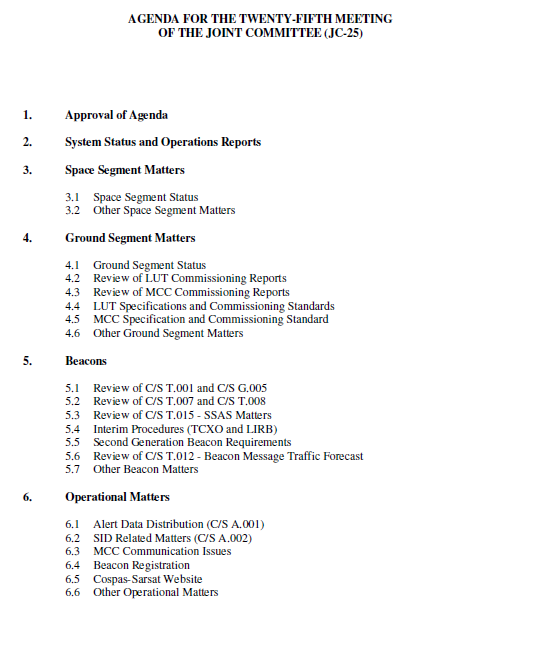 AGENDA FOR THE TWENTY-FIFTH MEETING
OF THE JOINT COMMITTEE (JC-25)
1. Approval of Agenda
2. System Status and Operations Reports
3. Space Segment Matters
3.1 Space Segment Status
3.2 Other Space Segment Matters
4. Ground Segment Matters
4.1 Ground Segment Status
4.2 Review of LUT Commissioning Reports
4.3 Review of MCC Commissioning Reports
4.4 LUT Specifications and Commissioning Standards
4.5 MCC Specification and Commissioning Standard
4.6 Other Ground Segment Matters
5. Beacons
5.1 Review of C/S T.001 and C/S G.005
5.2 Review of C/S T.007 and C/S T.008
5.3 Review of C/S T.015 - SSAS Matters
5.4 Interim Procedures (TCXO and LIRB)
5.5 Second Generation Beacon Requirements
5.6 Review of C/S T.012 - Beacon Message Traffic Forecast
5.7 Other Beacon Matters
6. Operational Matters
6.1 Alert Data Distribution (C/S A.001)
6.2 SID Related Matters (C/S A.002)
6.3 MCC Communication Issues
6.4 Beacon Registration
6.5 Cospas-Sarsat Website
6.6 Other Operational Matters